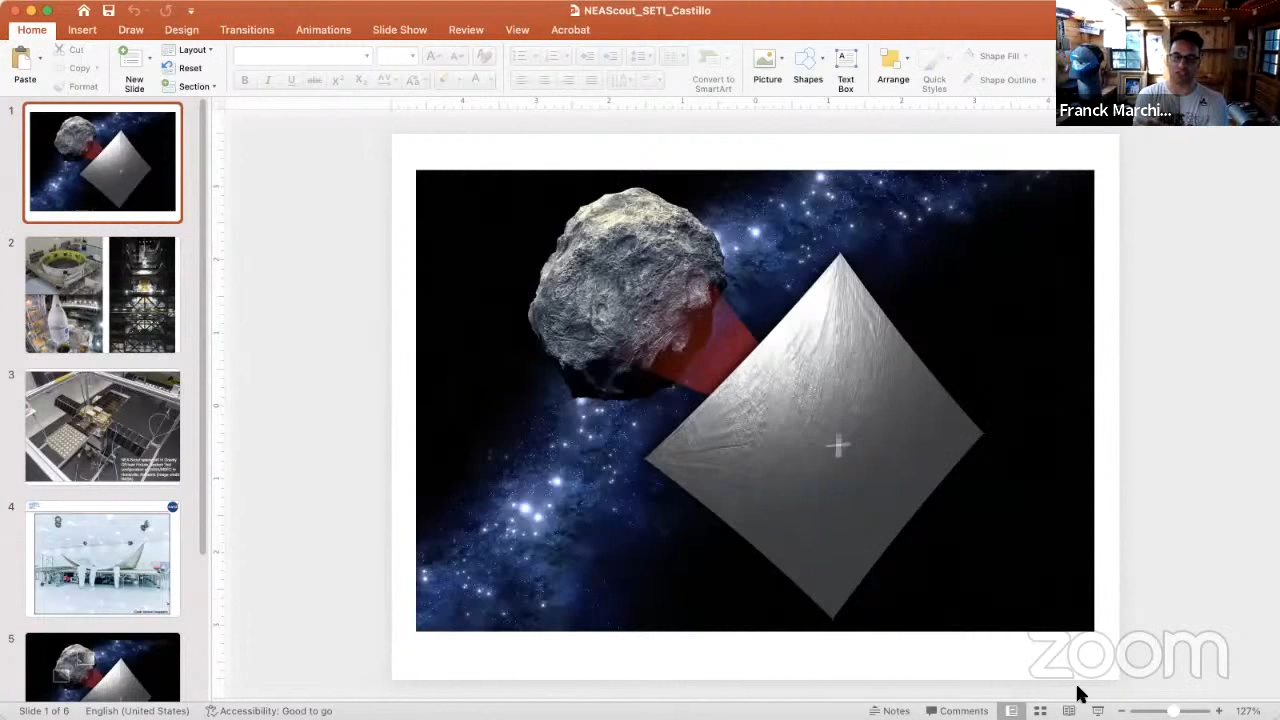 NEAScout_SETI_Castillo
Home Insert Draw Design Transitions Animations Slide Show Review View Acrobat
Paste
Cut
Copy
Format
New
Slide
Layout
Reset
Section
Convert to
SmartArt
Picture
Shapes
Text
Box
Arrange
Quick
Styles
Shape Fill
Shape Outline
Franck Marchi...
1
2
3
4
5
zoom
Slide 1 of 6 English (United States) Accessibility: Good to go Notes Comments 127%